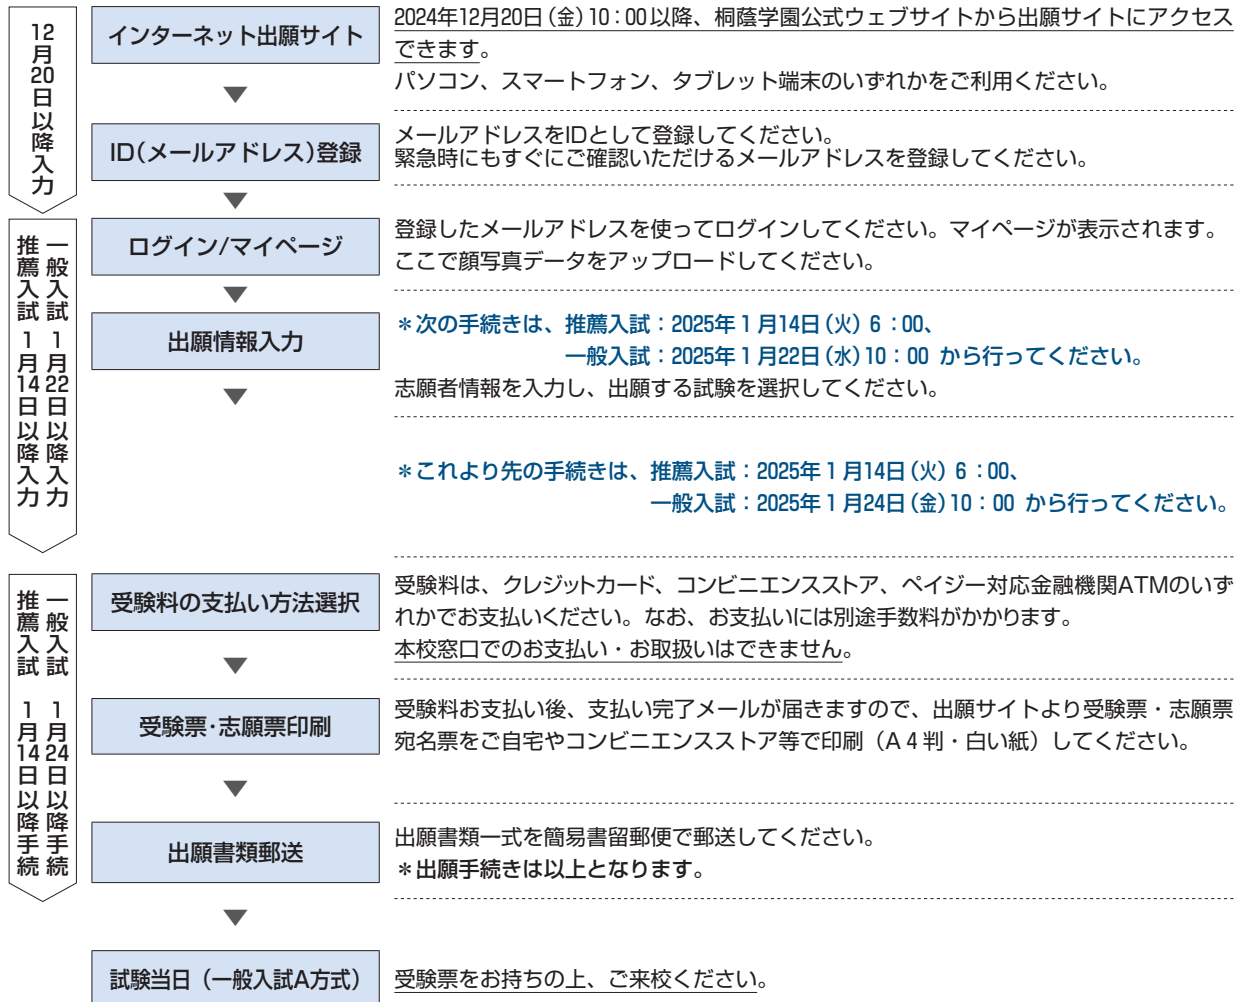 12月20日以降入力
インターネット出願サイト
2024年12月20日(金)10:00以降、桐蔭学園公式ウェブサイトから出願サイトにアクセス
できます。
パソコン、スマートフォン、タブレット端末のいずれかをご利用ください。
▼
ID(メールアドレス)登録
メールアドレスをIDとして登録してください。
緊急時にもすぐにご確認いただけるメールアドレスを登録してください。
▼
一般入試 1月22日以降入力
推薦入試 1月14日以降入力
ログイン/マイページ
登録したメールアドレスを使ってログインしてください。マイページが表示されます。
ここで顔写真データをアップロードしてください。
▼
出願情報入力
*次の手続きは、推薦入試:2025年1月14日(火)6:00、
一般入試:2025年1月22日(水)10:00 から行ってください。
志願者情報を入力し、出願する試験を選択してください。
▼
*これより先の手続きは、推薦入試:2025年1月14日(火)6:00、
一般入試:2025年1月24日(金)10:00 から行ってください。
一般入試 1月24日以降手続
推薦入試 1月14日以降手続
受験料の支払い方法選択
受験料は、クレジットカード、コンビニエンスストア、ペイジー対応金融機関ATMのいず
れかでお支払いください。なお、お支払いには別途手数料がかかります。
本校窓口でのお支払い・お取扱いはできません。
▼
受験票・志願票印刷
受験料お支払い後、支払い完了メールが届きますので、出願サイトより受験票・志願票
宛名票をご自宅やコンビニエンスストア等で印刷(A4判・白い紙)してください。
▼
出願書類郵送
出願書類一式を簡易書留郵便で郵送してください。
*出願手続きは以上となります。
▼
試験当日(一般入試A方式)
受験票をお持ちの上、ご来校ください。